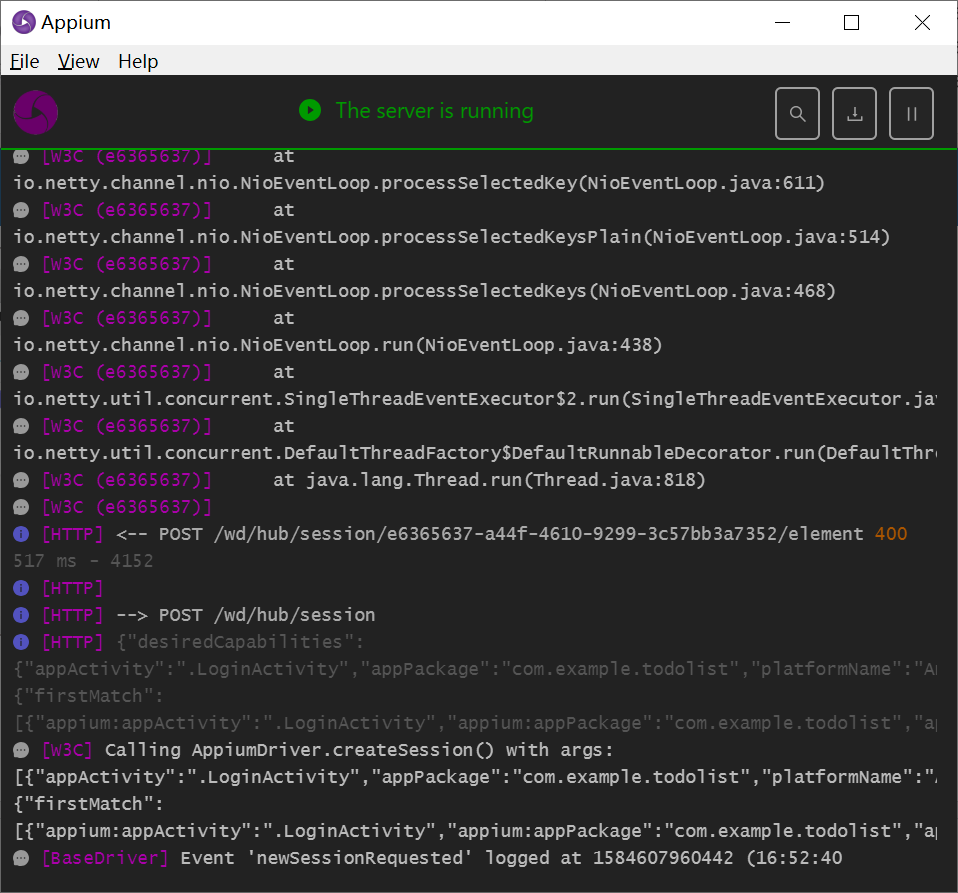 Appium
File View Help
The server is running
[W3C (e6365637)] at
io.netty.channel.nio.NioEventLoop.processSelectedKey(NioEventLoop.java:611)
[W3C (e6365637)] at
io.netty.channel.nio.NioEventLoop.processSelectedKeysPlain(NioEventLoop.java:514)
[W3C (e6365637)] at
io.netty.channel.nio.NioEventLoop.processSelectedKeys(NioEventLoop.java:468)
[W3C (e6365637)] at
io.netty.channel.nio.NioEventLoop.run(NioEventLoop.java:438)
[W3C (e6365637)] at
io.netty.util.concurrent.SingleThreadEventExecutor$2.run(SingleThreadEventExecutor.jav
[W3C (e6365637)] at
io.netty.util.concurrent.DefaultThreadFactory$DefaultRunnableDecorator.run(DefaultThre
[W3C (e6365637)] at java.lang.Thread.run(Thread.java:818)
[W3C (e6365637)]
[HTTP] <-- POST /wd/hub/session/e6365637-a44f-4610-9299-3c57bb3a7352/element 400
517 ms - 4152
[HTTP]
[HTTP] --> POST /wd/hub/session
[HTTP] {"desiredCapabilities":
{"appActivity":".LoginActivity","appPackage":"com.example.todolist","platformName":"An
{"firstMatch":
[{"appium:appActivity":".LoginActivity","appium:appPackage":"com.example.todolist","ap
[W3C] Calling AppiumDriver.createSession() with args:
[{"appActivity":".LoginActivity","appPackage":"com.example.todolist","platformName":"A
{"firstMatch":
[{"appium:appActivity":".LoginActivity","appium:appPackage":"com.example.todolist","ap
[BaseDriver] Event 'newSessionRequested' logged at 1584607960442 (16:52:40